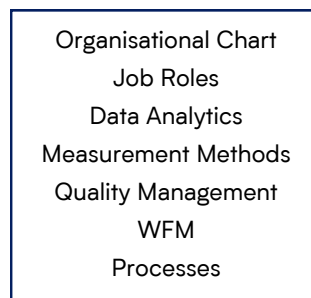 Organisational Chart
Job Roles
Data Analytics
Measurement Methods
Quality Management
WFM
Processes